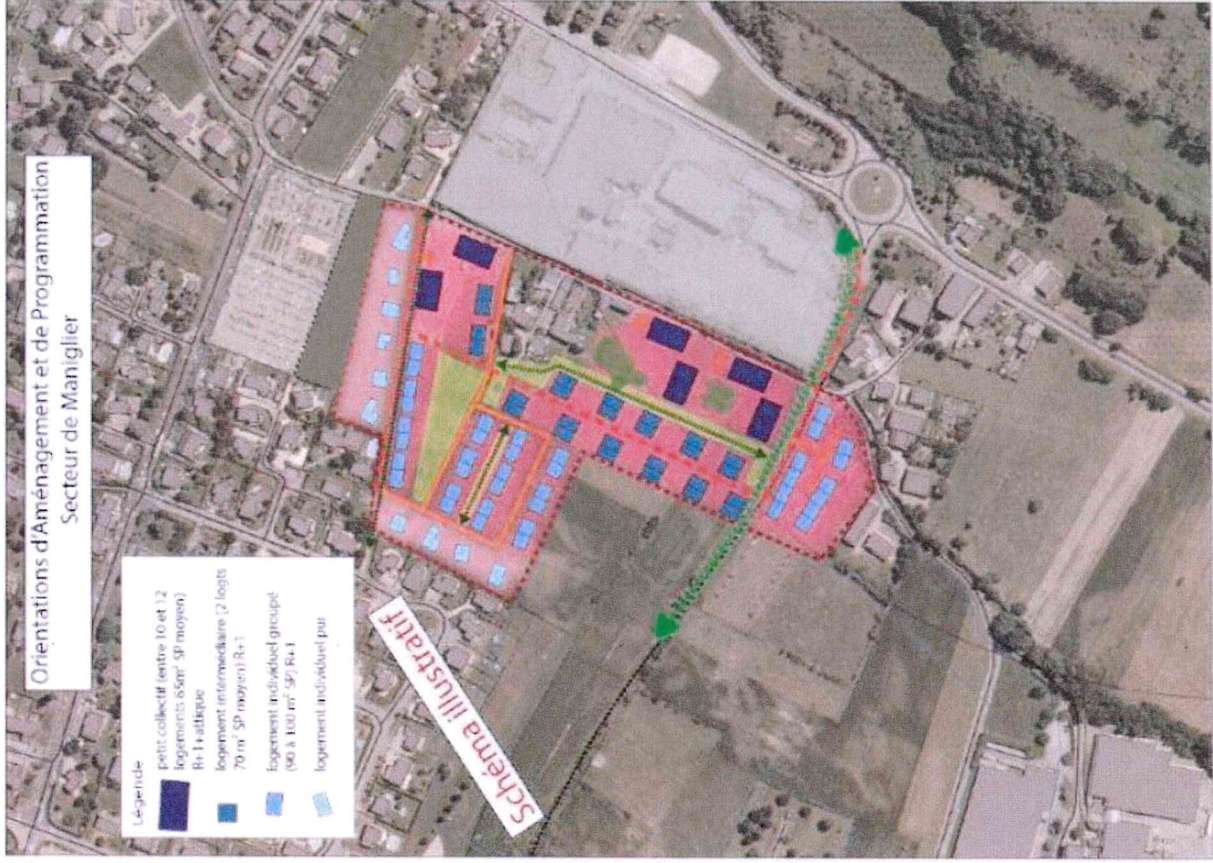 Orientations d'Aménagement et de Programmation
Secteur de Maniglier
Légende
petit collectif (entre 10 et 12
logements 65m² SP moyen)
R+1+attique
logement intermédiaire (2 logts
70 m² SP moyen) R+1
logement individuel groupé
(90 à 100 m² SP) R+1
logement individuel pur
Schéma illustratif